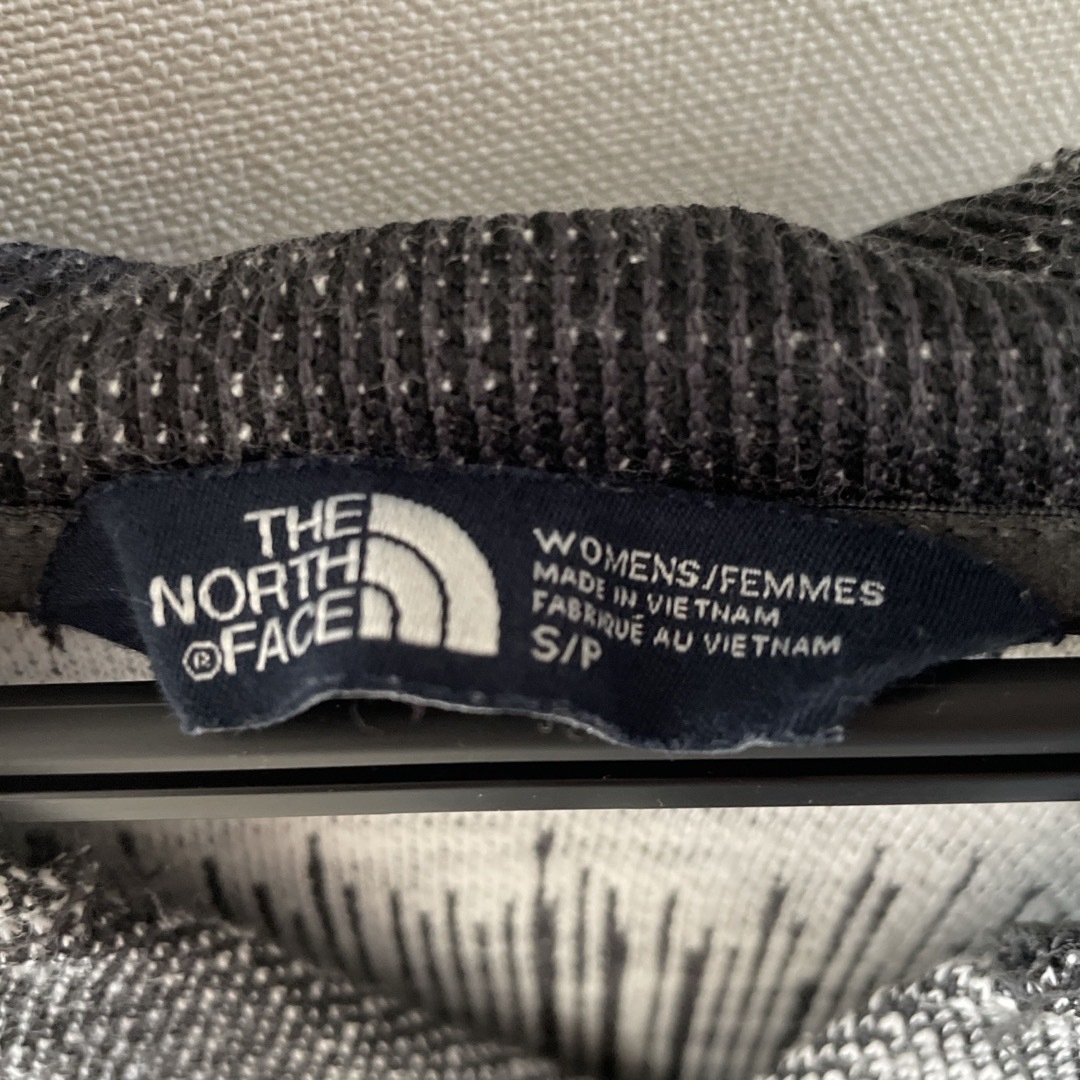 THE
NORTH
®FACE
WOMENS/FEMMES
MADE IN VIETNAM
FABRIQUÉ AU VIETNAM
S/P